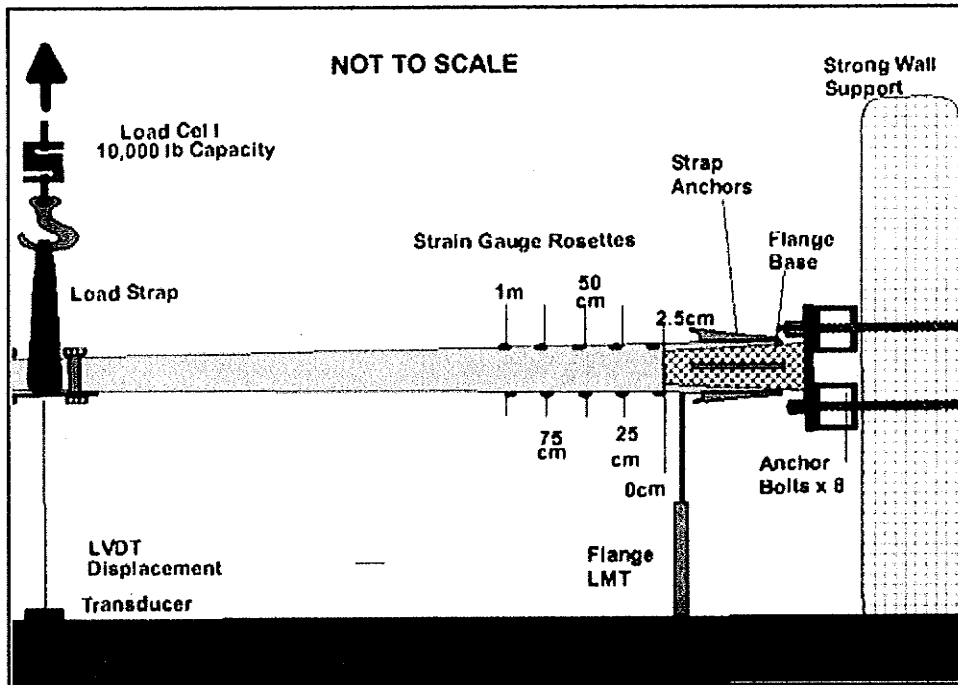 NOT TO SCALE
Strong Wall
Support
Load Cell
10,000 lb Capacity
Strap
Anchors
Strain Gauge Rosettes
Flange
Base
Load Strap
1m
50
cm
2.5cm
75
cm
25
cm
0cm
Anchor
Bolts x 8
LVDT
Displacement
Transducer
Flange
LMT